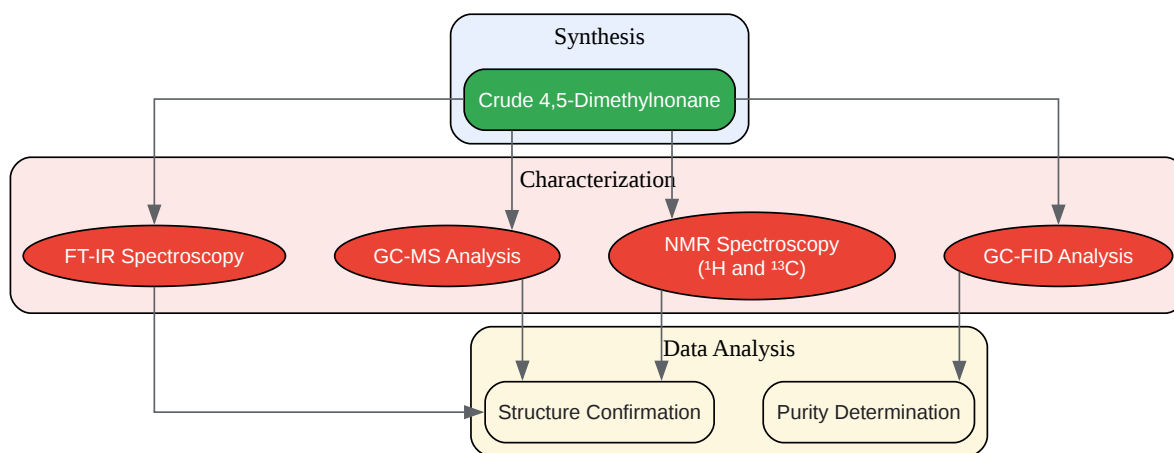 Synthesis
Crude 4,5-Dimethylnonane
Characterization
FT-IR Spectroscopy
GC-MS Analysis
NMR Spectroscopy
(¹H and ¹³C)
GC-FID Analysis
Data Analysis
Structure Confirmation
Purity Determination